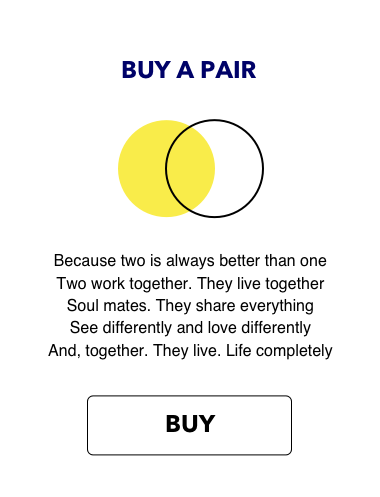 BUY A PAIR
Because two is always better than one
Two work together. They live together
Soul mates. They share everything
See differently and love differently
And, together. They live. Life completely
BUY